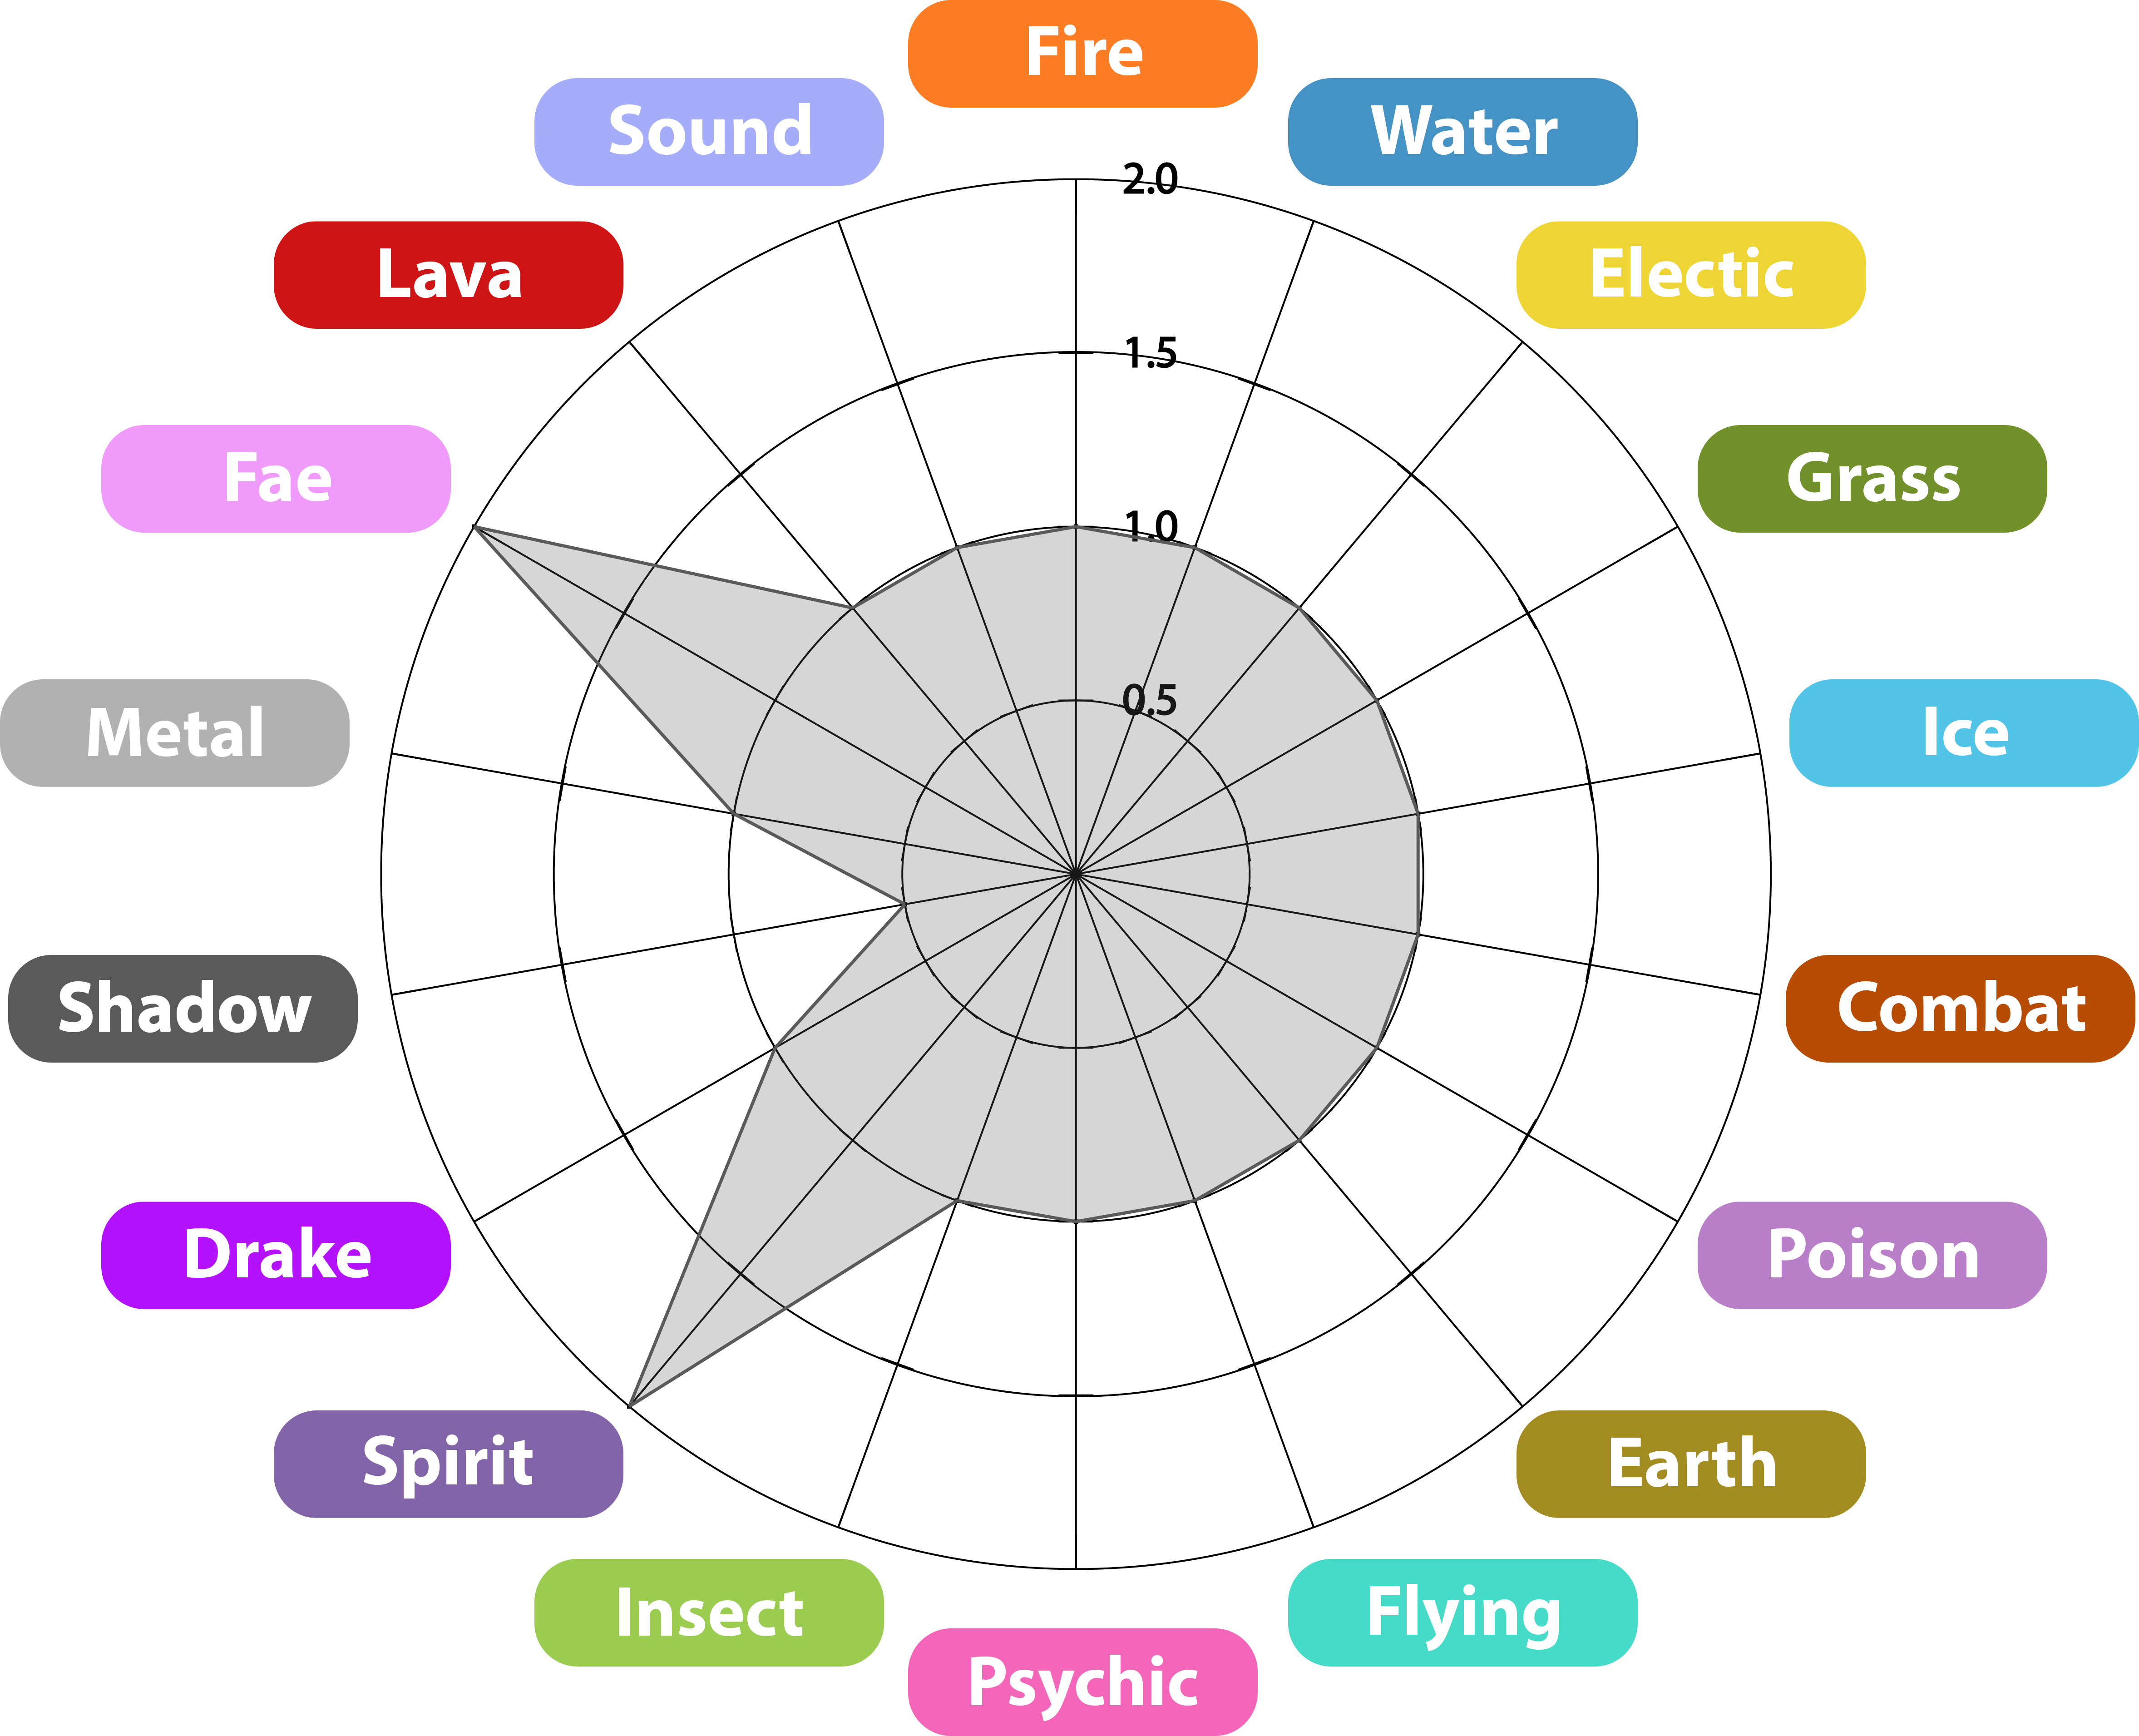 Fire
Sound
Water
2.0
Lava
Electic
1.5
Fae
Grass
1.0
Metal
0.5
Ice
Shadow
Combat
Drake
Poison
Spirit
Earth
Insect
Flying
Psychic